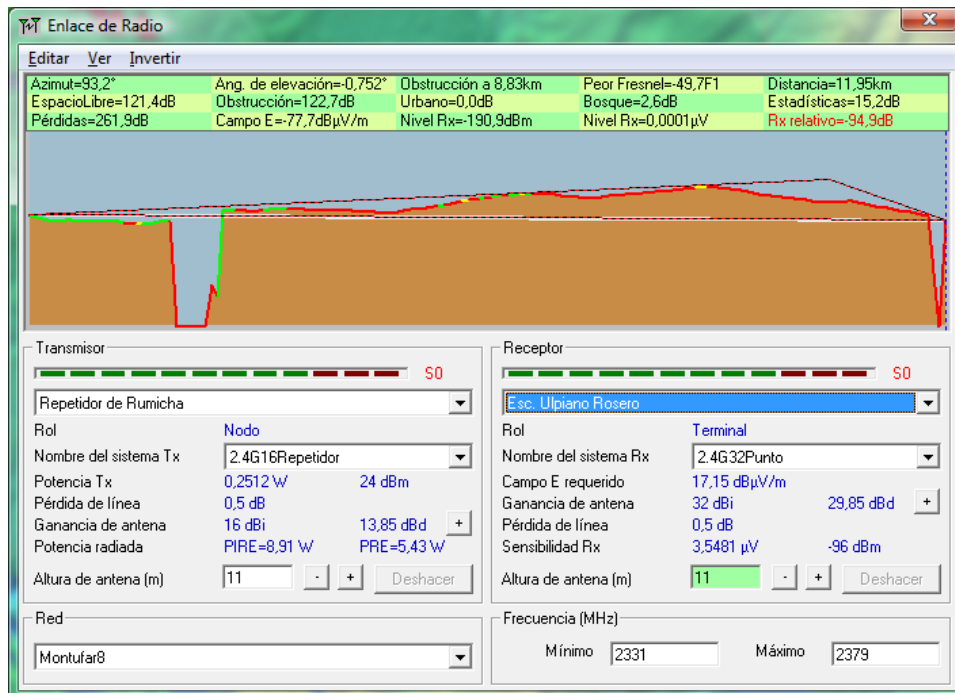 Enlace de Radio
Editar Ver Invertir
Azimut=93,2° Ang. de elevación=-0,752° Obstrucción a 8,83km Peor Fresnel=-49,7F1 Distancia=11,95km
EspacioLibre=121,4dB Obstrucción=122,7dB Urbano=0,0dB Bosque=2,6dB Estadísticas=15,2dB
Pérdidas=261,9dB Campo E=-77,7dBµV/m Nivel Rx=-190,9dBm Nivel Rx=0,0001µV Rx relativo=-94,9dB
Transmisor
S0
Repetidor de Rumicha
Rol Nodo
Nombre del sistema Tx 2.4G16Repetidor
Potencia Tx 0,2512 W 24 dBm
Pérdida de línea 0,5 dB
Ganancia de antena 16 dBi 13,85 dBd +
Potencia radiada PIRE=8,91 W PRE=5,43 W
Altura de antena (m) 11 - + Deshacer
Red
Montufar8
Receptor
S0
Esc. Ulpiano Rosero
Rol Terminal
Nombre del sistema Rx 2.4G32Punto
Campo E requerido 17,15 dBµV/m
Ganancia de antena 32 dBi 29,85 dBd +
Pérdida de línea 0,5 dB
Sensibilidad Rx 3,5481 µV -96 dBm
Altura de antena (m) 11 - + Deshacer
Frecuencia (MHz)
Mínimo 2331 Máximo 2379